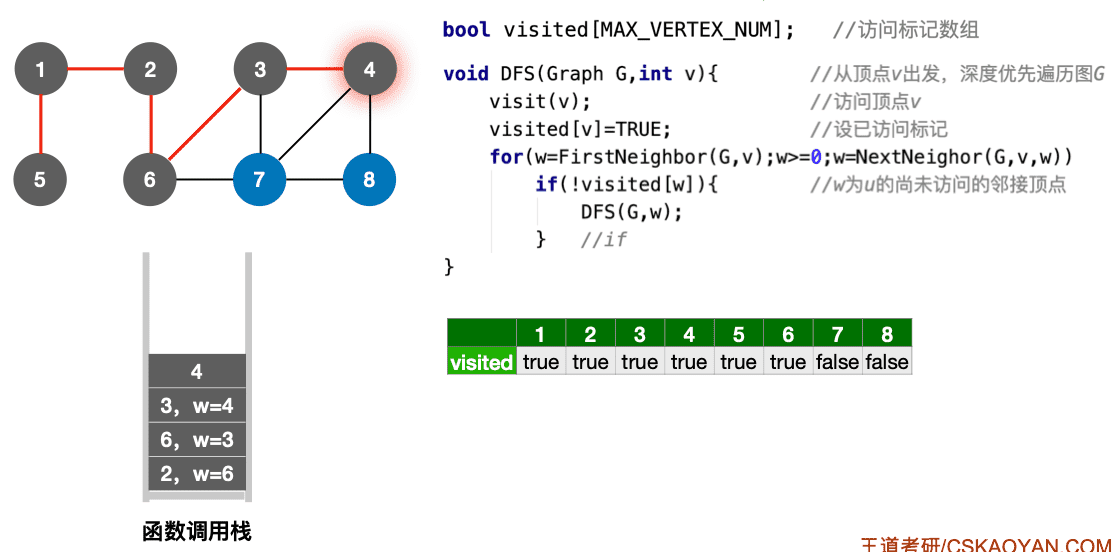 1 2 3 4
5 6 7 8
bool visited[MAX_VERTEX_NUM]; //访问标记数组
void DFS(Graph G,int v){ //从顶点v出发，深度优先遍历图G
visit(v); //访问顶点v
visited[v]=TRUE; //设已访问标记
for(w=FirstNeighbor(G,v);w>=0;w=NextNeighor(G,v,w))
if(!visited[w]){ //w为u的尚未访问的邻接顶点
DFS(G,w);
} //if
}
1 2 3 4 5 6 7 8
visited true true true true true true false false
4
3，w=4
6，w=3
2，w=6
函数调用栈
王道考研/CSKAOYAN.COM